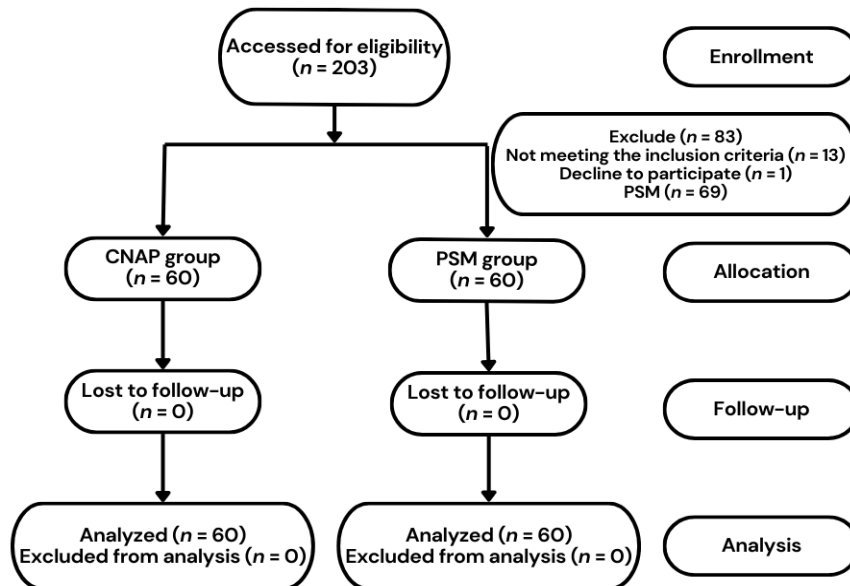 Accessed for eligibility
(n = 203)
Enrollment
Exclude (n = 83)
Not meeting the inclusion criteria (n = 13)
Decline to participate (n = 1)
PSM (n = 69)
CNAP group
(n = 60)
PSM group
(n = 60)
Allocation
Lost to follow-up
(n = 0)
Lost to follow-up
(n = 0)
Follow-up
Analyzed (n = 60)
Excluded from analysis (n = 0)
Analyzed (n = 60)
Excluded from analysis (n = 0)
Analysis